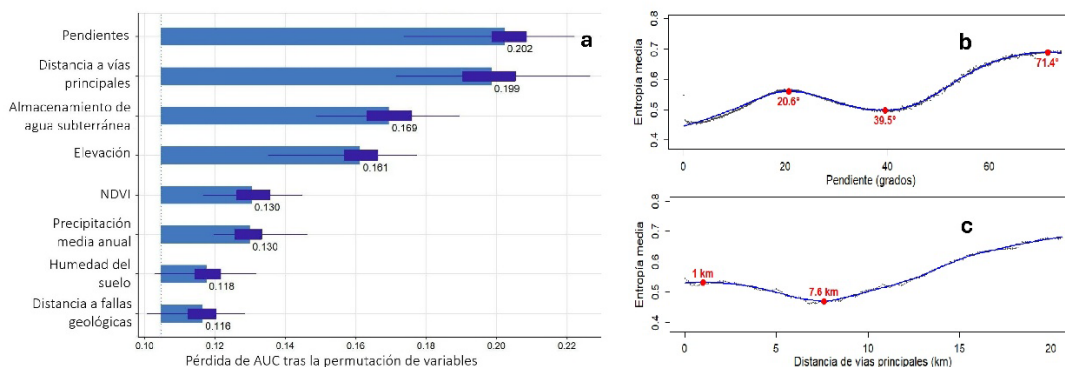 Pendientes
0.202
Distancia a vías
principales
0.199
Almacenamiento de
agua subterránea
0.169
Elevación
0.161
NDVI
0.130
Precipitación
media anual
0.130
Humedad del
suelo
0.118
Distancia a fallas
geológicas
0.116
0.10 0.12 0.14 0.16 0.18 0.20 0.22
Pérdida de AUC tras la permutación de variables
a
b
Entropía media
0.4 0.5 0.6 0.7 0.8
20.6°
39.5°
71.4°
0 20 40 60
Pendiente (grados)
c
Entropía media
0.4 0.5 0.6 0.7 0.8
1 km
7.6 km
0 5 10 15 20
Distancia de vías principales (km)